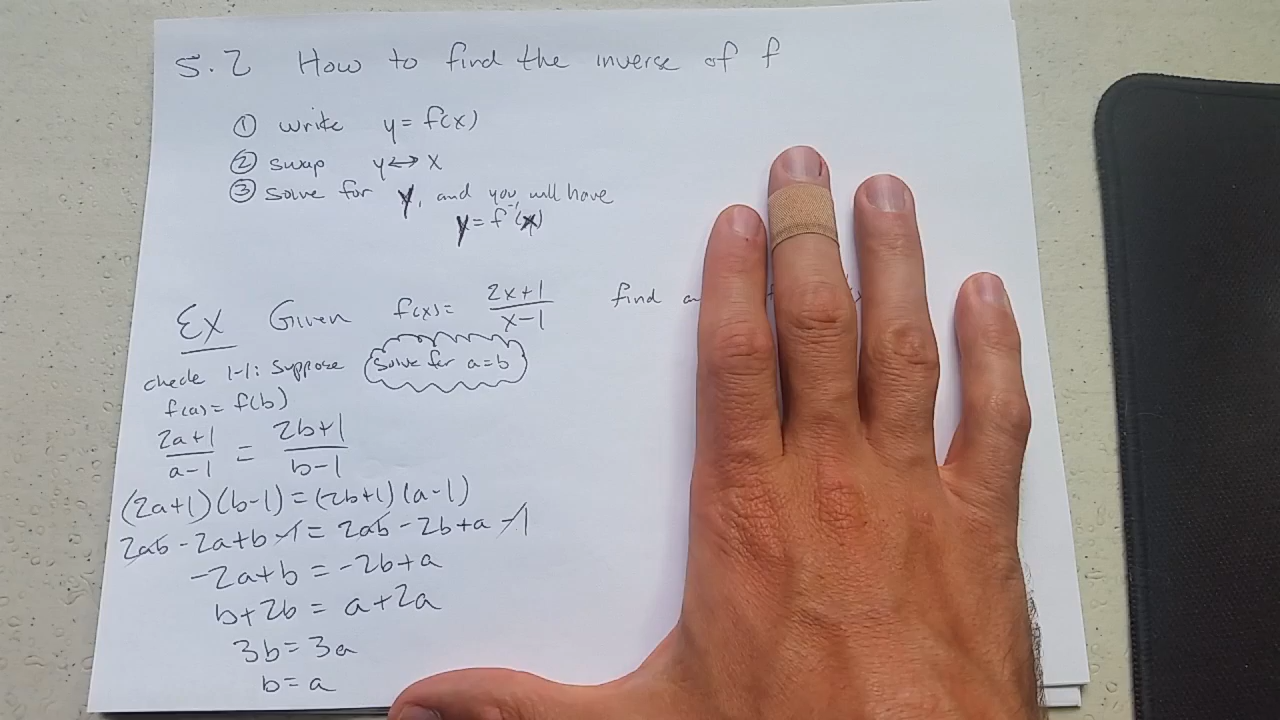 5.2 How to find the inverse of f
① write y = f(x)
② swap y ↔ x
③ solve for y, and you will have
y = f⁻¹(x)
Ex Given f(x) = (2x+1)/(x-1) find
check 1-1: Suppose solve for a=b
f(a) = f(b)
(2a+1)/(a-1) = (2b+1)/(b-1)
(2a+1)(b-1) = (2b+1)(a-1)
2ab - 2a + b - 1 = 2ab - 2b + a - 1
-2a+b = -2b+a
b+2b = a+2a
3b = 3a
b = a